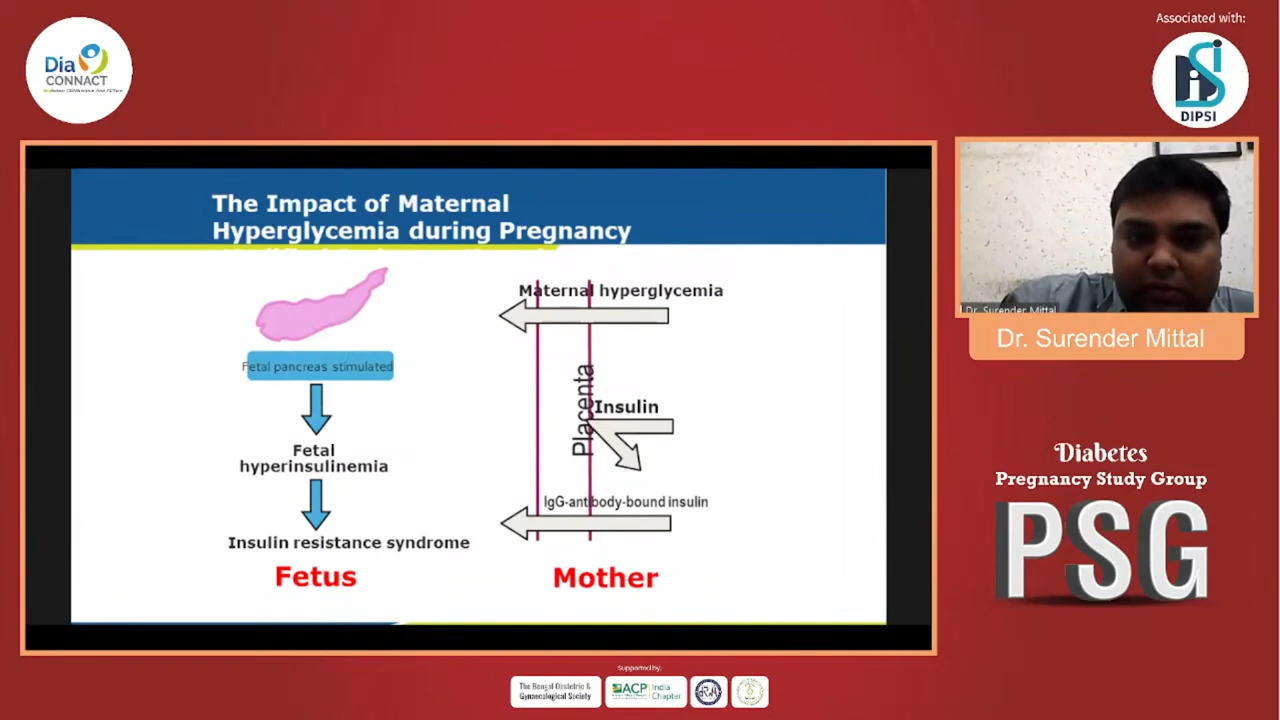 Associated with:
Dia
CONNACT
DIPSI
The Impact of Maternal
Hyperglycemia during Pregnancy
Maternal hyperglycemia
Fetal pancreas stimulated
Placenta
Insulin
Fetal
hyperinsulinemia
IgG-antibody-bound insulin
Insulin resistance syndrome
Fetus
Mother
Dr. Surender Mittal
Dr. Surender Mittal
Diabetes
Pregnancy Study Group
PSG
Supported by:
The Bengal Obstetric &
Gynaecological Society
ACP India
Chapter